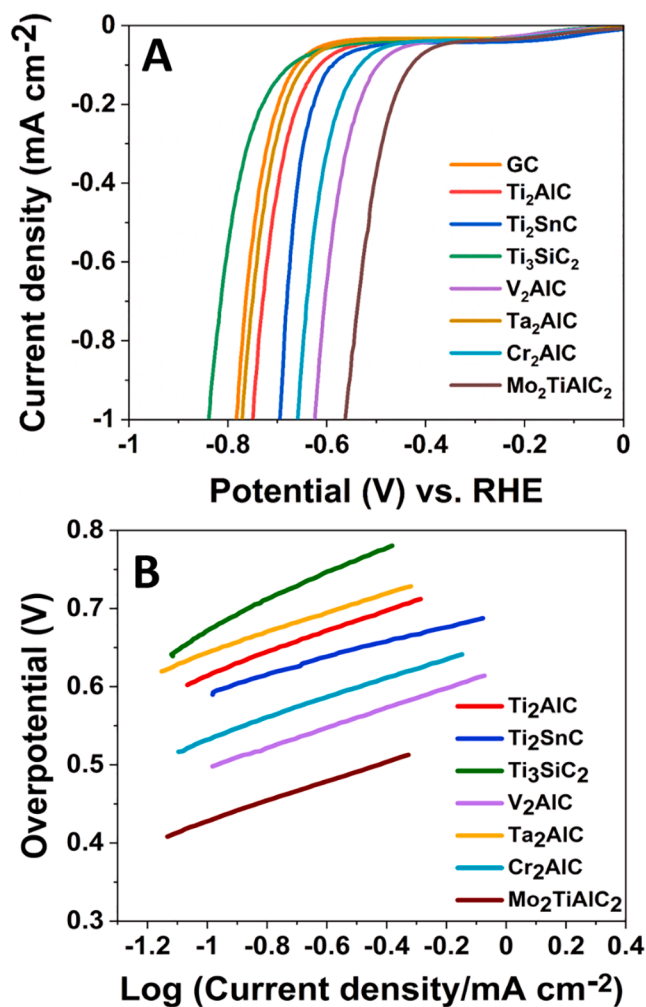 A
Current density (mA cm-2)
0
-0.2
-0.4
-0.6
-0.8
-1
GC
Ti2AlC
Ti2SnC
Ti3SiC2
V2AlC
Ta2AlC
Cr2AlC
Mo2TiAlC2
-1
-0.8
-0.6
-0.4
-0.2
0
Potential (V) vs. RHE
B
Overpotential (V)
0.8
0.7
0.6
0.5
0.4
0.3
Ti2AlC
Ti2SnC
Ti3SiC2
V2AlC
Ta2AlC
Cr2AlC
Mo2TiAlC2
-1.2
-1
-0.8
-0.6
-0.4
-0.2
0
0.2
0.4
Log (Current density/mA cm-2)